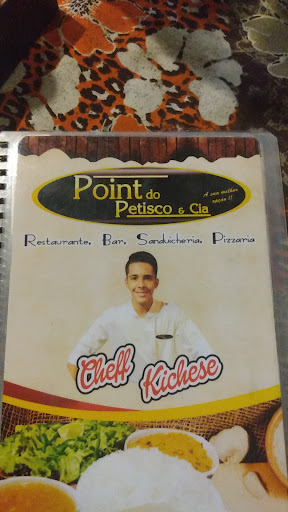 Point do
Petisco & Cia
A sua melhor
opção !!
Restaurante, Bar, Sanduicheria, Pizzaria
Cheff Kichese